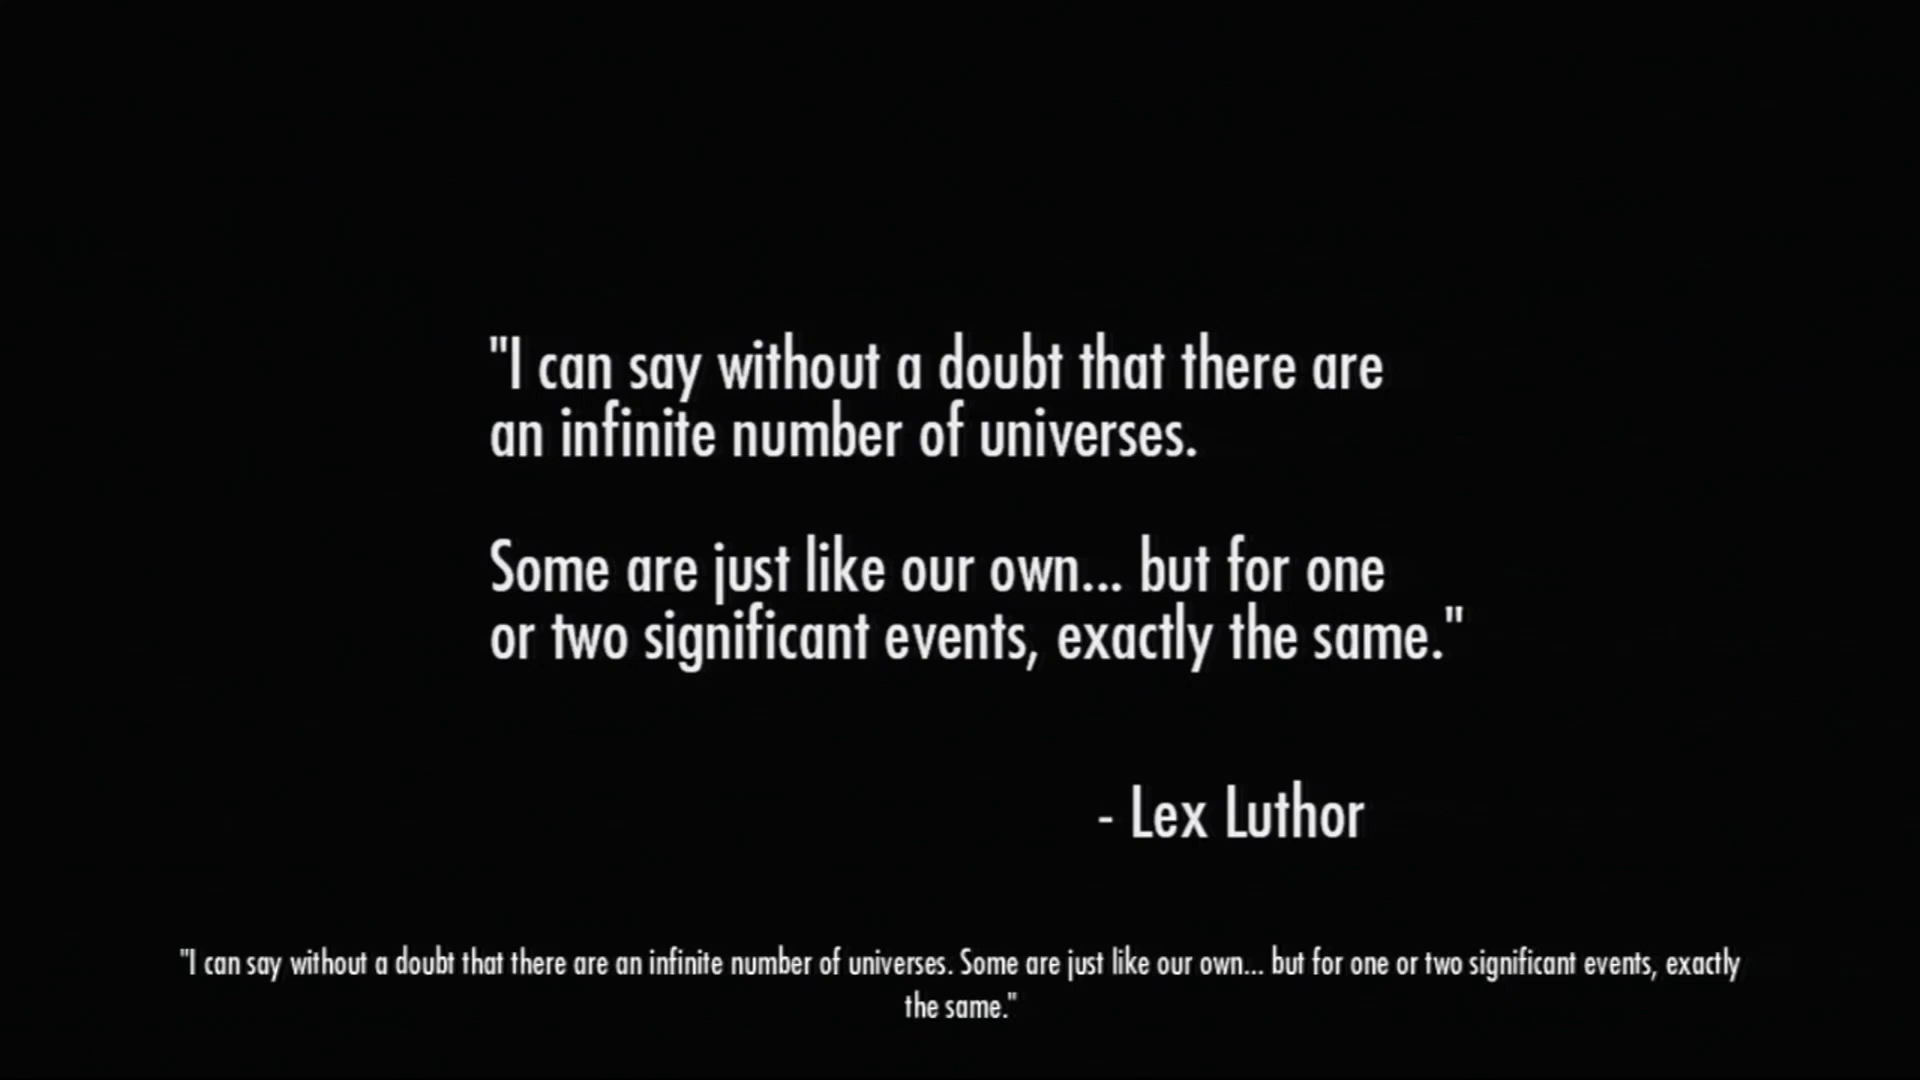 "I can say without a doubt that there are
an infinite number of universes.
Some are just like our own... but for one
or two significant events, exactly the same."
- Lex Luthor
"I can say without a doubt that there are an infinite number of universes. Some are just like our own... but for one or two significant events, exactly
the same."